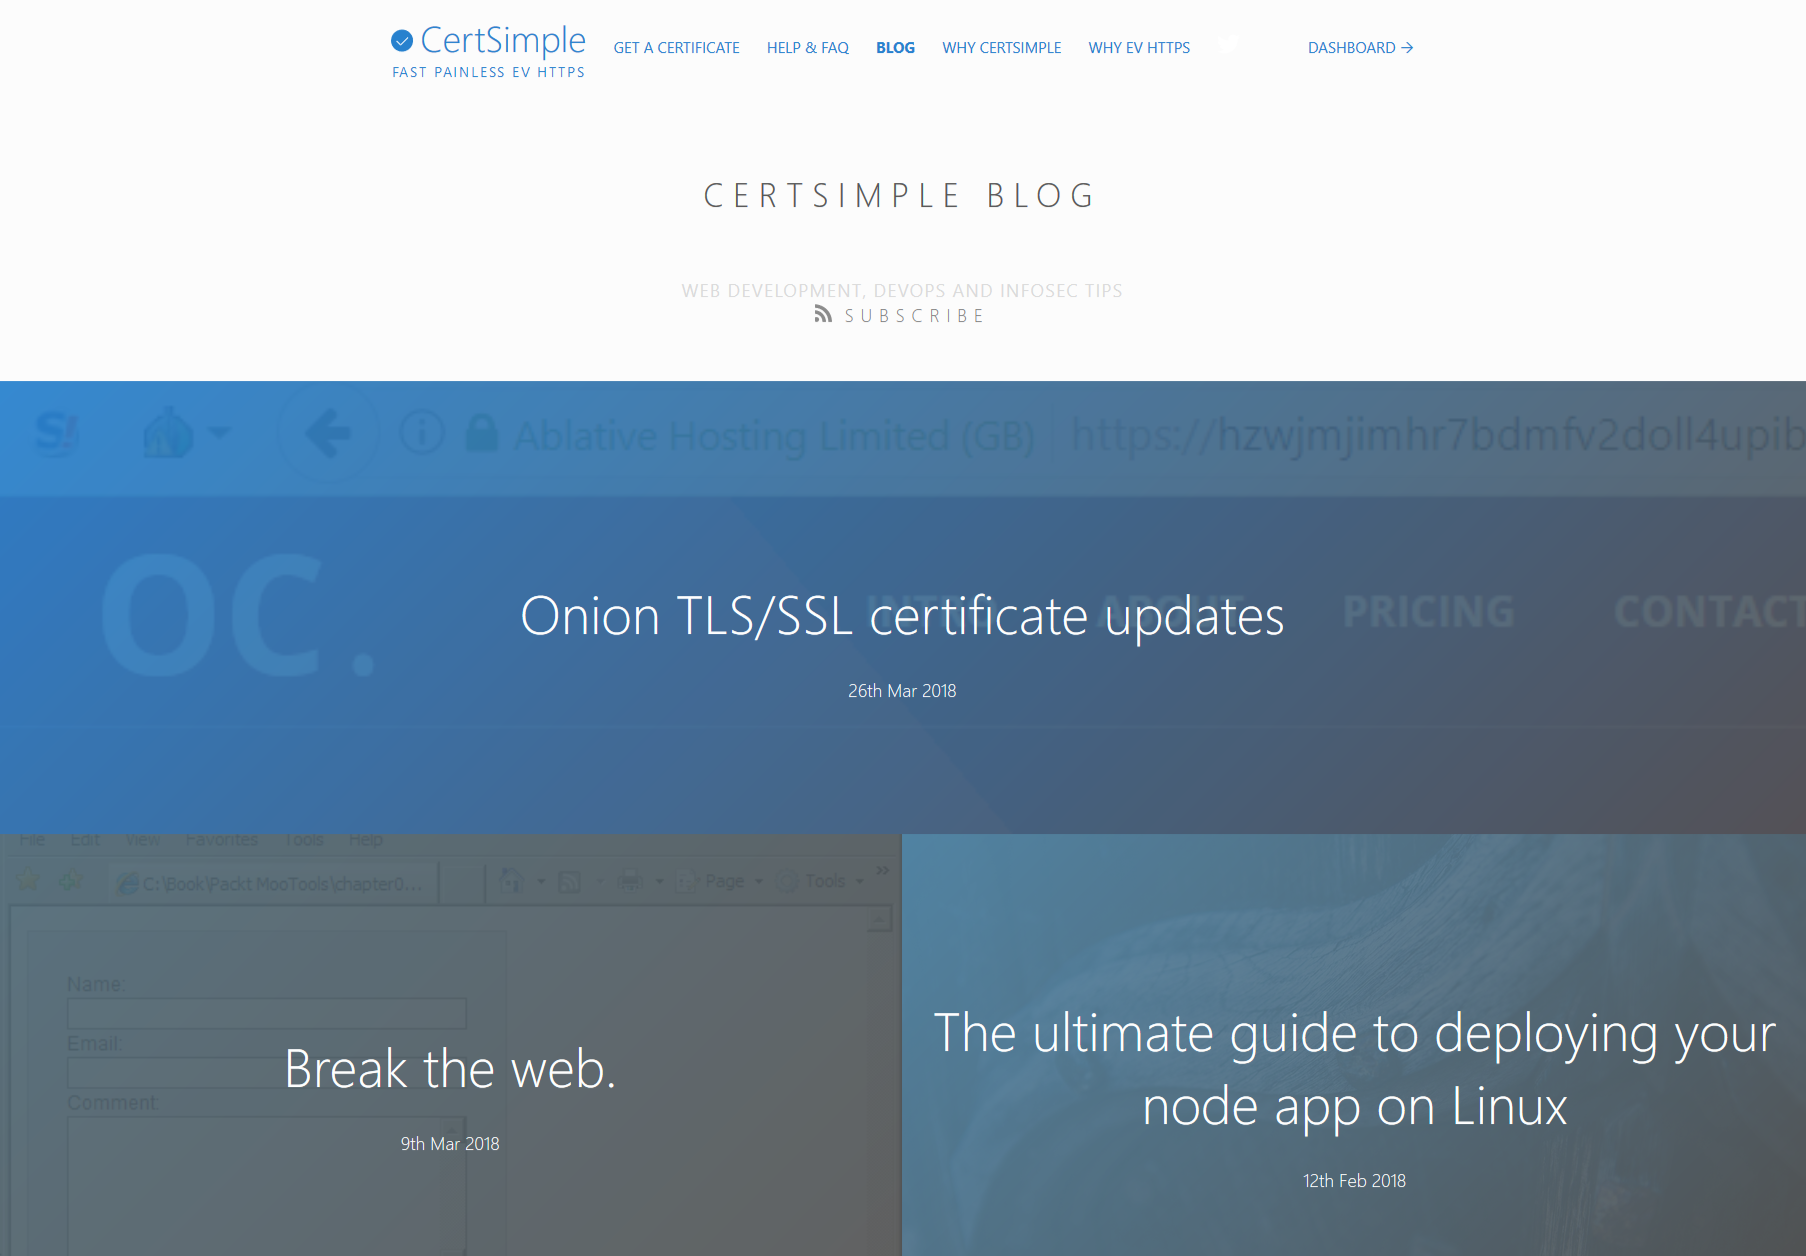 CertSimple
FAST PAINLESS EV HTTPS
GET A CERTIFICATE HELP & FAQ BLOG WHY CERTSIMPLE WHY EV HTTPS DASHBOARD →
CERTSIMPLE BLOG
WEB DEVELOPMENT, DEVOPS AND INFOSEC TIPS
SUBSCRIBE
Ablative Hosting Limited (GB) https://hzwjmjimhr7bdmfv2doll4upib
OC. INTRO ABOUT PRICING CONTACT
Onion TLS/SSL certificate updates
26th Mar 2018
File Edit View Favorites Tools Help
C:\Book\Packt MooTools\chapter0... Page Tools »
Name:
Email:
Comment:
Break the web.
9th Mar 2018
The ultimate guide to deploying your
node app on Linux
12th Feb 2018